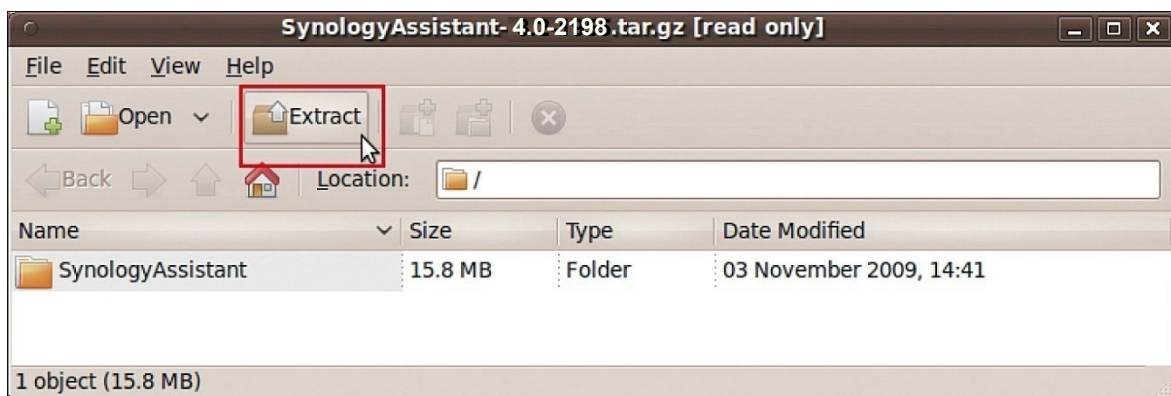 SynologyAssistant- 4.0-2198.tar.gz [read only]
File Edit View Help
Open Extract
Back Location: /
Name Size Type Date Modified
SynologyAssistant 15.8 MB Folder 03 November 2009, 14:41
1 object (15.8 MB)